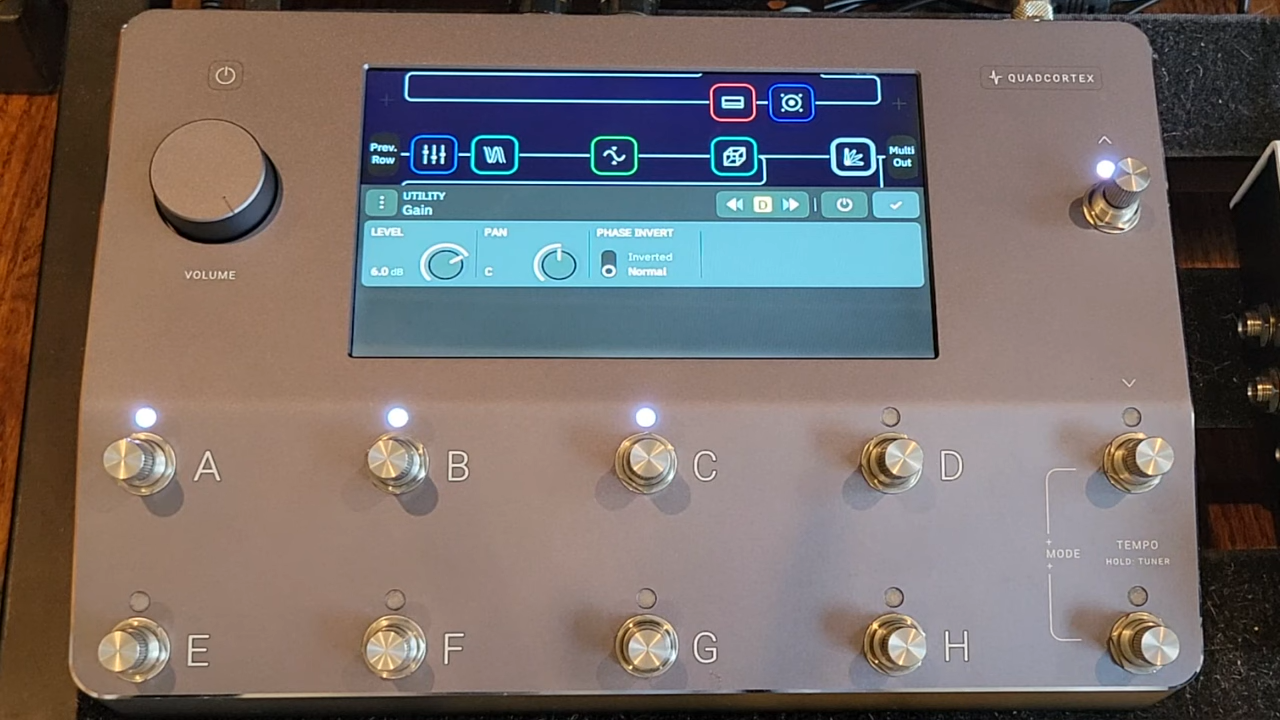 QUADCORTEX
Prev. Row
Multi Out
UTILITY
Gain
D
LEVEL
PAN
PHASE INVERT
6.0 dB
C
Inverted
Normal
VOLUME
A
B
C
D
MODE
TEMPO
HOLD: TUNER
E
F
G
H